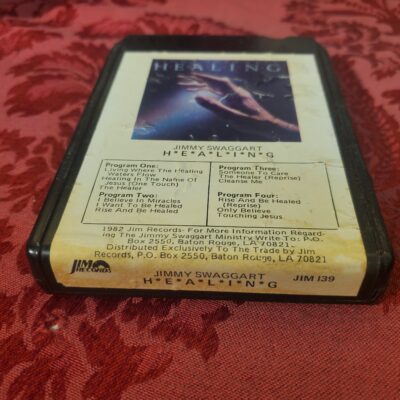 HEALING
JIMMY SWAGGART
H*E*A*L*I*N*G
Program One:
Living Where The Healing
Waters Flow
Healing In The Name Of
Jesus (One Touch)
The Healer
Program Two:
I Believe In Miracles
I Want To Be Healed
Rise And Be Healed
Program Three:
Someone To Care
The Healer (Reprise)
Cleanse Me
Program Four:
Rise And Be Healed
(Reprise)
Only Believe
Touching Jesus
1982 Jim Records- For More Information Regard-
ing The Jimmy Swaggart Ministry Write To: P.O.
Box 2550, Baton Rouge, LA 70821.
Distributed Exclusively To The Trade by Jim
Records, P.O. Box 2550, Baton Rouge, LA 70821
JIM RECORDS
JIMMY SWAGGART
H*E*A*L*I*N*G
JIM 139